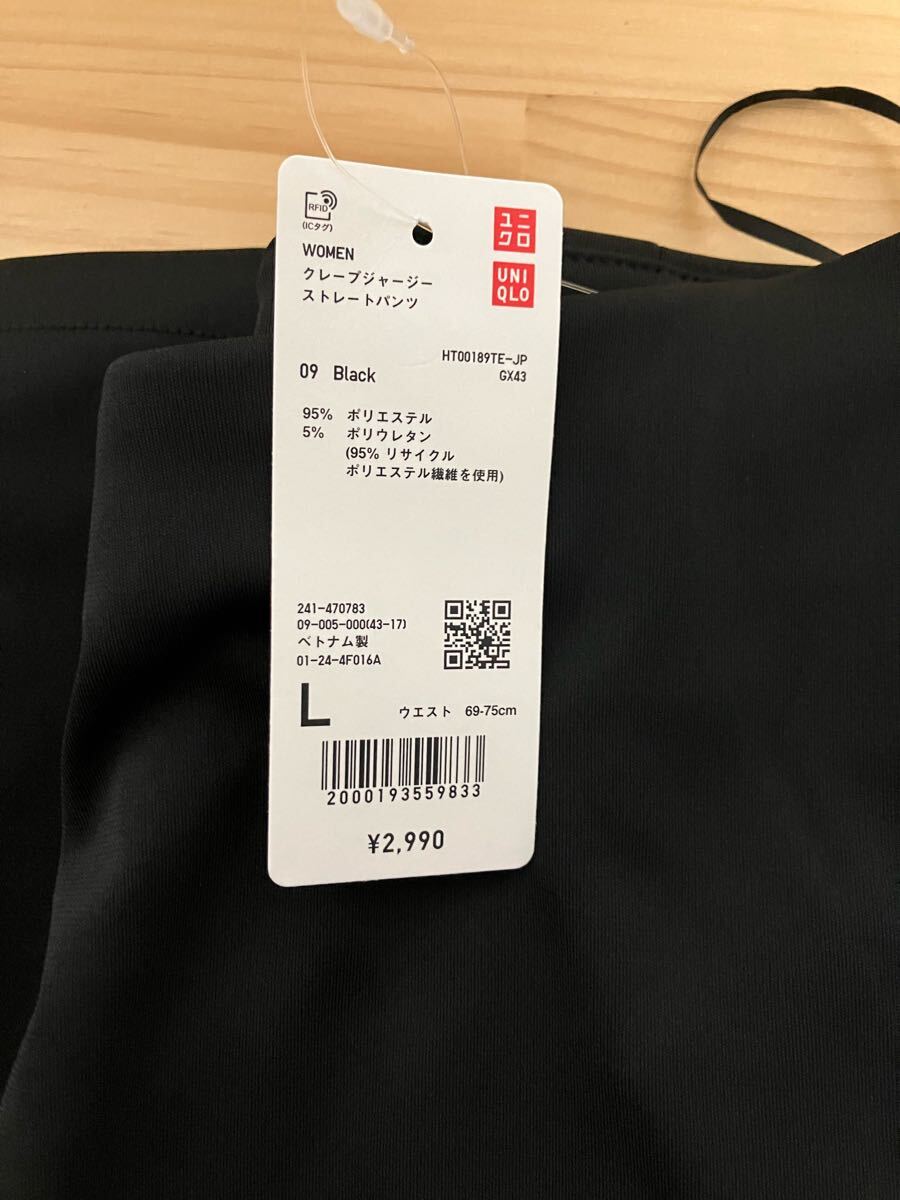 RFID
(ICタグ)
ユニ
クロ
UNI
QLO
WOMEN
クレープジャージー
ストレートパンツ
HT00189TE-JP
GX43
09 Black
95% ポリエステル
5% ポリウレタン
(95% リサイクル
ポリエステル繊維を使用)
241-470783
09-005-000(43-17)
ベトナム製
01-24-4F016A
L
ウエスト 69-75cm
2000193559833
¥2,990